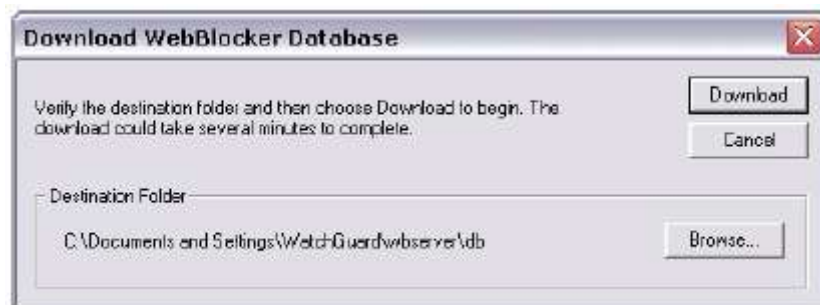 Download WebBlocker Database
Verify the destination folder and then choose Download to begin. The
download could take several minutes to complete.
Download
Cancel
Destination Folder
C:\Documents and Settings\WatchGuard\wbserver\db
Browse...